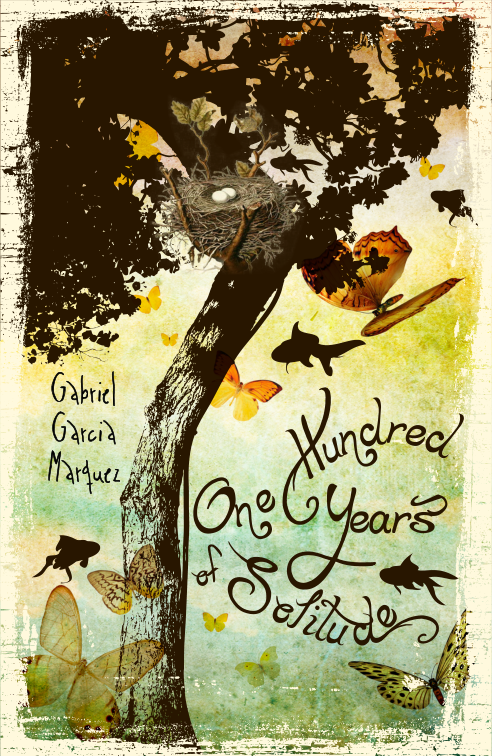 Gabriel
Garcia
Marquez
One Hundred
Years
of Solitude